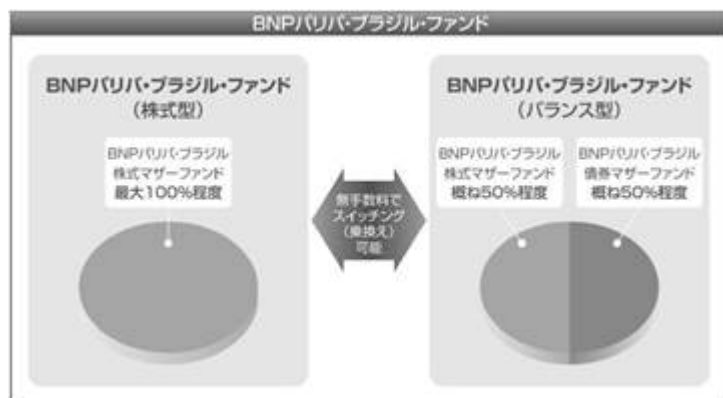 BNPパリバ・ブラジル・ファンド
BNPパリバ・ブラジル・ファンド
（株式型）
BNPパリバ・ブラジル
株式マザーファンド
最大100%程度
無手数料で
スイッチング
（乗換え）
可能
BNPパリバ・ブラジル・ファンド
（バランス型）
BNPパリバ・ブラジル
株式マザーファンド
概ね50%程度
BNPパリバ・ブラジル
債券マザーファンド
概ね50%程度